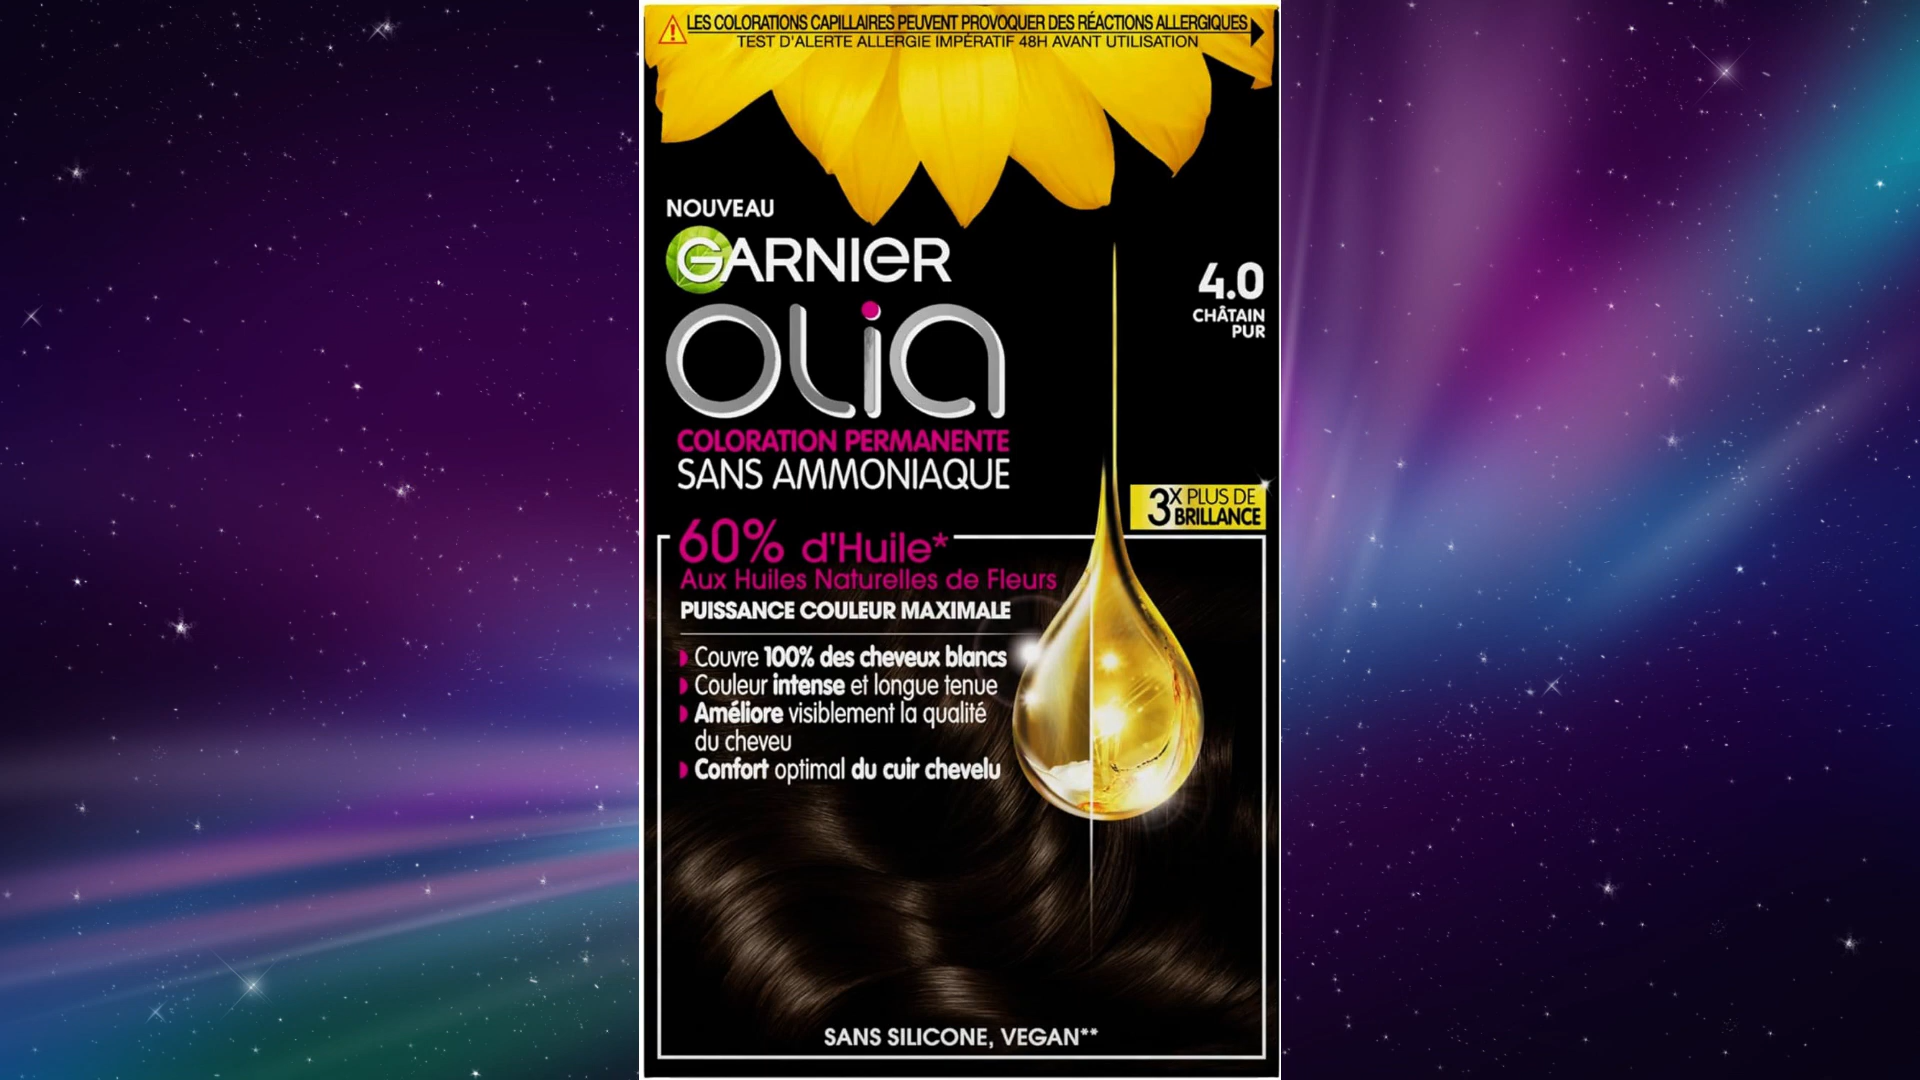 LES COLORATIONS CAPILLAIRES PEUVENT PROVOQUER DES RÉACTIONS ALLERGIQUES
TEST D'ALERTE ALLERGIE IMPÉRATIF 48H AVANT UTILISATION
NOUVEAU
GARNIER
OLIA
4.0
CHÂTAIN
PUR
COLORATION PERMANENTE
SANS AMMONIAQUE
3X PLUS DE
BRILLANCE
60% d'Huile*
Aux Huiles Naturelles de Fleurs
PUISSANCE COULEUR MAXIMALE
Couvre 100% des cheveux blancs
Couleur intense et longue tenue
Améliore visiblement la qualité
du cheveu
Confort optimal du cuir chevelu
SANS SILICONE, VEGAN**